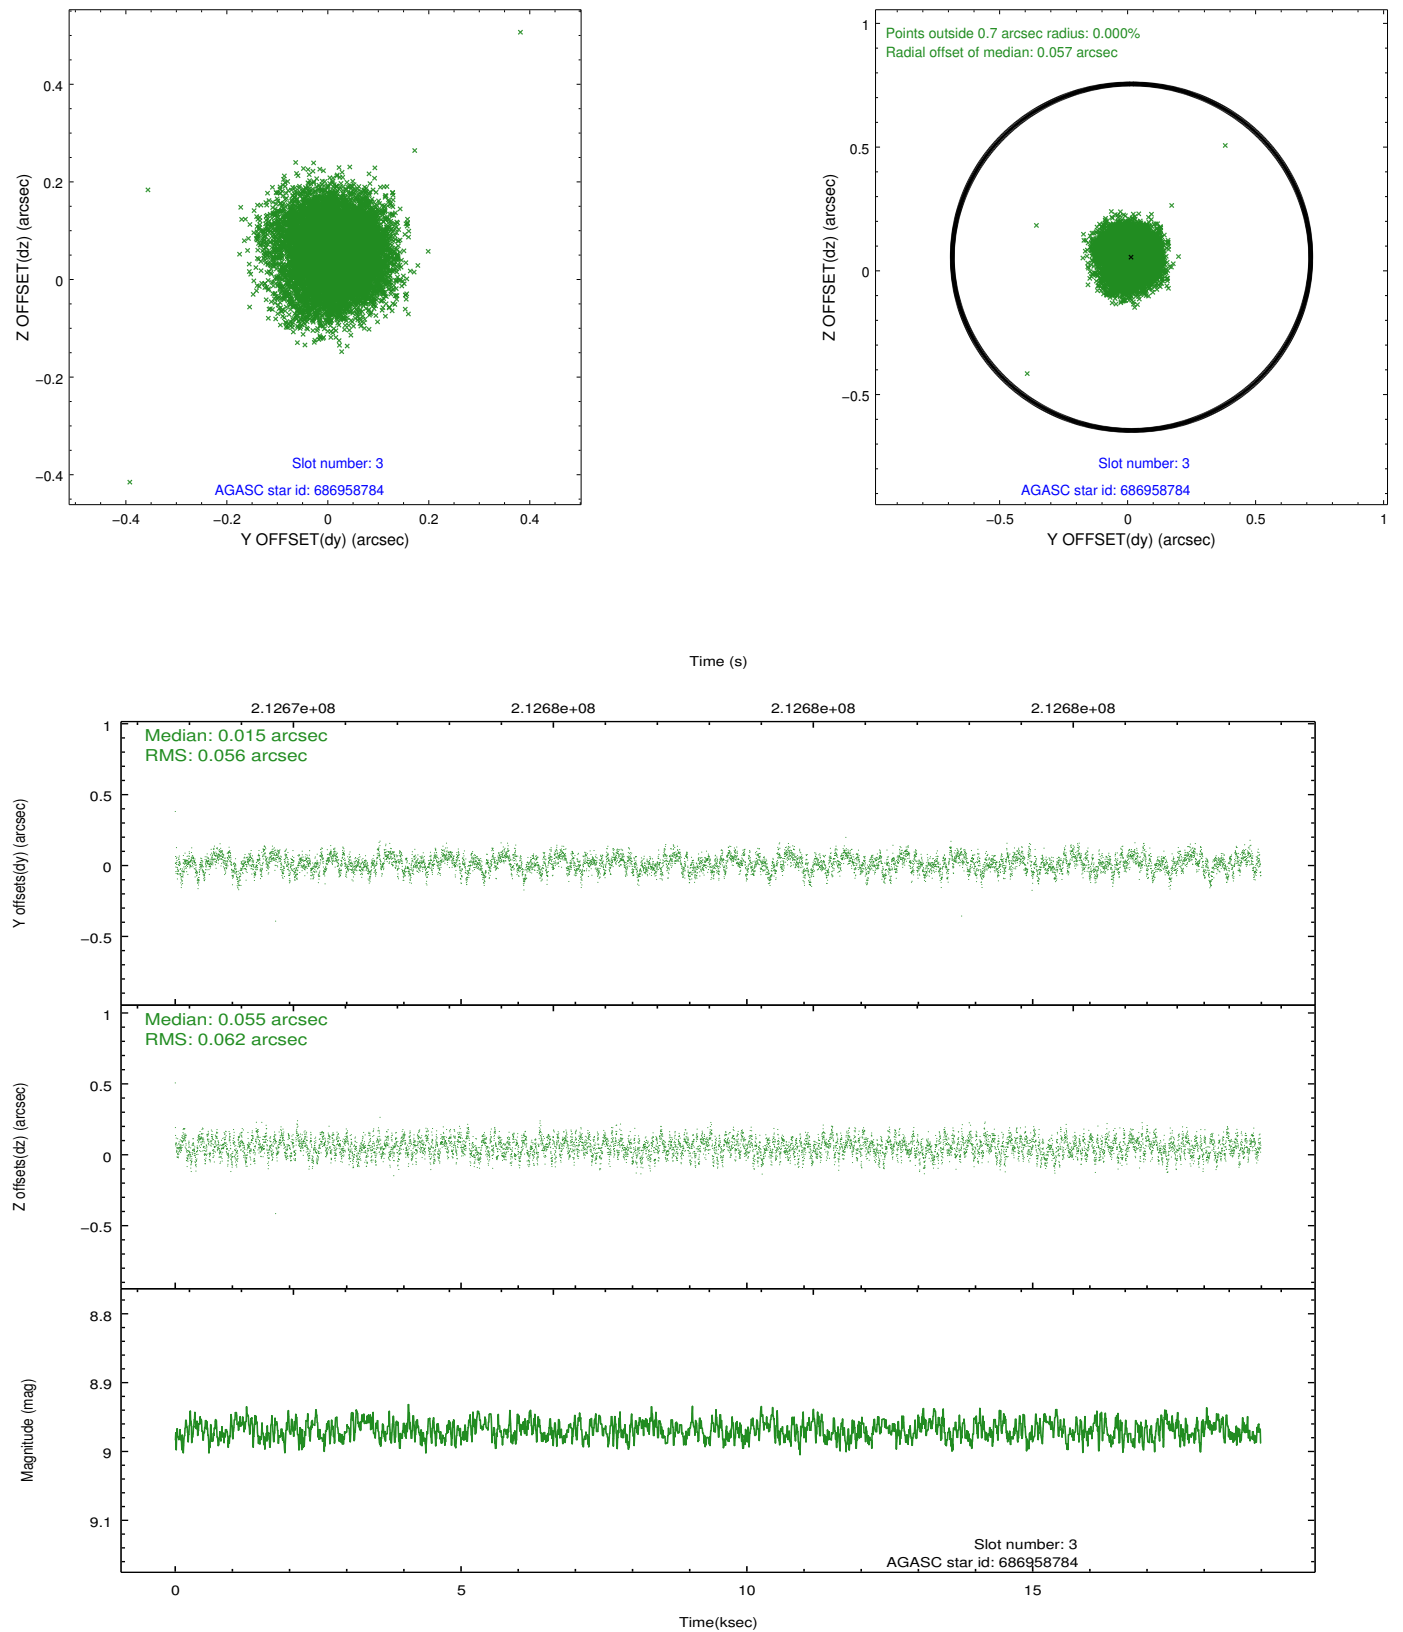 0.4
0.2
0
−0.2
−0.4
Z OFFSET(dz) (arcsec)
Slot number: 3
AGASC star id: 686958784
−0.4
−0.2
0
0.2
0.4
Y OFFSET(dy) (arcsec)
Points outside 0.7 arcsec radius: 0.000%
Radial offset of median: 0.057 arcsec
1
0.5
0
−0.5
Z OFFSET(dz) (arcsec)
Slot number: 3
AGASC star id: 686958784
−0.5
0
0.5
1
Y OFFSET(dy) (arcsec)
Time (s)
2.1267e+08
2.1268e+08
2.1268e+08
2.1268e+08
Median: 0.015 arcsec
RMS: 0.056 arcsec
1
0.5
0
−0.5
Y offsets(dy) (arcsec)
Median: 0.055 arcsec
RMS: 0.062 arcsec
1
0.5
0
−0.5
Z offsets(dz) (arcsec)
8.8
8.9
9
9.1
Magnitude (mag)
Slot number: 3
AGASC star id: 686958784
0
5
10
15
Time(ksec)